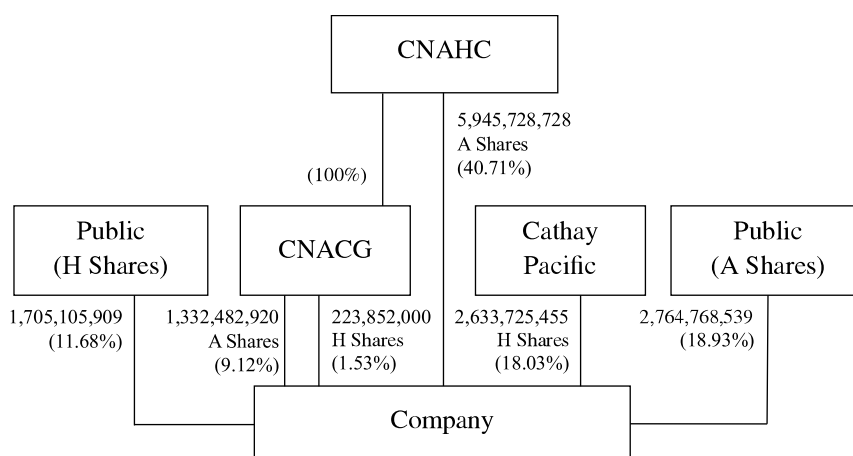 CNAHC
5,945,728,728
A Shares
(40.71%)
(100%)
Public
(H Shares)
CNACG
Cathay
Pacific
Public
(A Shares)
1,705,105,909
(11.68%)
1,332,482,920
A Shares
(9.12%)
223,852,000
H Shares
(1.53%)
2,633,725,455
H Shares
(18.03%)
2,764,768,539
(18.93%)
Company